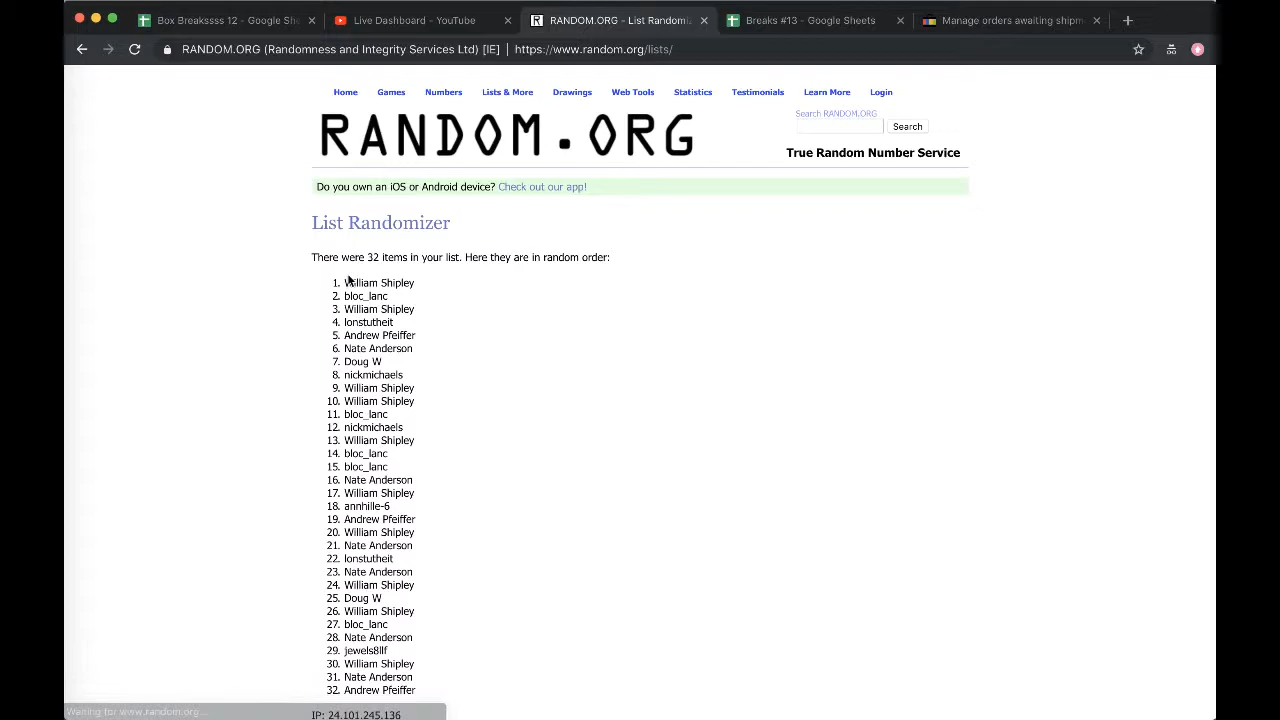 Box Breakssss 12 - Google She
Live Dashboard - YouTube
RANDOM.ORG - List Randomiz
Breaks #13 - Google Sheets
Manage orders awaiting shipm
RANDOM.ORG (Randomness and Integrity Services Ltd) [IE] https://www.random.org/lists/
Home Games Numbers Lists & More Drawings Web Tools Statistics Testimonials Learn More Login
RANDOM.ORG
Search RANDOM.ORG
Search
True Random Number Service
Do you own an iOS or Android device? Check out our app!
List Randomizer
There were 32 items in your list. Here they are in random order:
1. William Shipley
2. bloc_lanc
3. William Shipley
4. lonstutheit
5. Andrew Pfeiffer
6. Nate Anderson
7. Doug W
8. nickmichaels
9. William Shipley
10. William Shipley
11. bloc_lanc
12. nickmichaels
13. William Shipley
14. bloc_lanc
15. bloc_lanc
16. Nate Anderson
17. William Shipley
18. annhille-6
19. Andrew Pfeiffer
20. William Shipley
21. Nate Anderson
22. lonstutheit
23. Nate Anderson
24. William Shipley
25. Doug W
26. William Shipley
27. bloc_lanc
28. Nate Anderson
29. jewels8llf
30. William Shipley
31. Nate Anderson
32. Andrew Pfeiffer
Waiting for www.random.org...
IP: 24.101.245.136